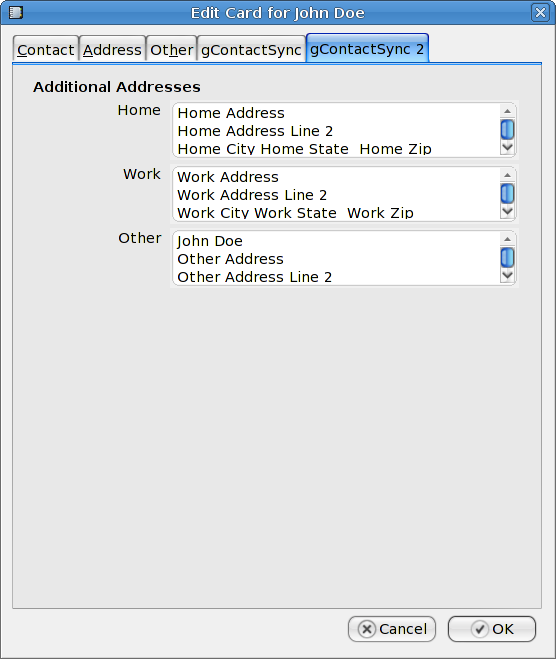 Edit Card for John Doe
Contact Address Other gContactSync gContactSync 2
Additional Addresses
Home
Home Address
Home Address Line 2
Home City Home State  Home Zip
Work
Work Address
Work Address Line 2
Work City Work State  Work Zip
Other
John Doe
Other Address
Other Address Line 2
Cancel OK